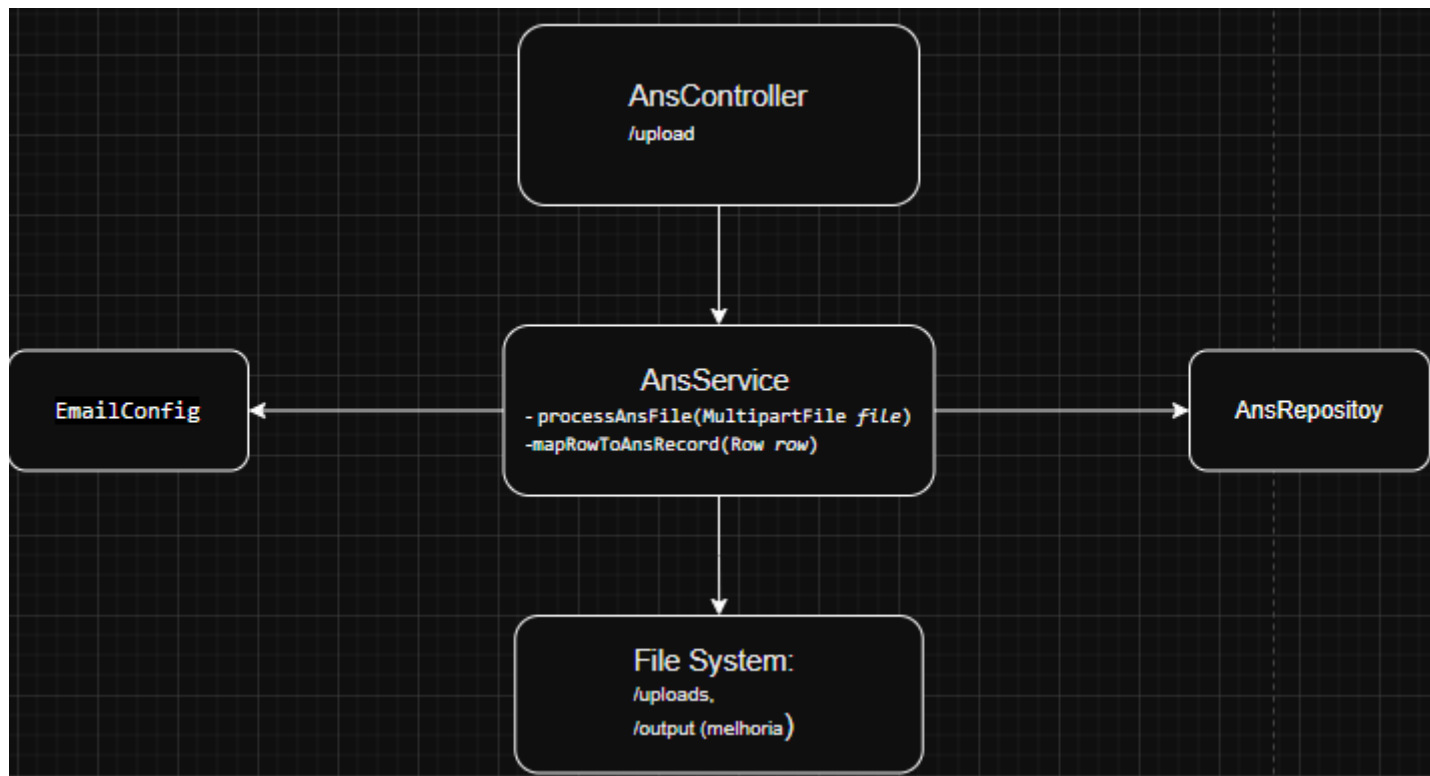 AnsController
/upload
EmailConfig
AnsService
- processAnsFile(MultipartFile file)
-mapRowToAnsRecord(Row row)
AnsRepositoy
File System:
/uploads,
/output (melhoria)